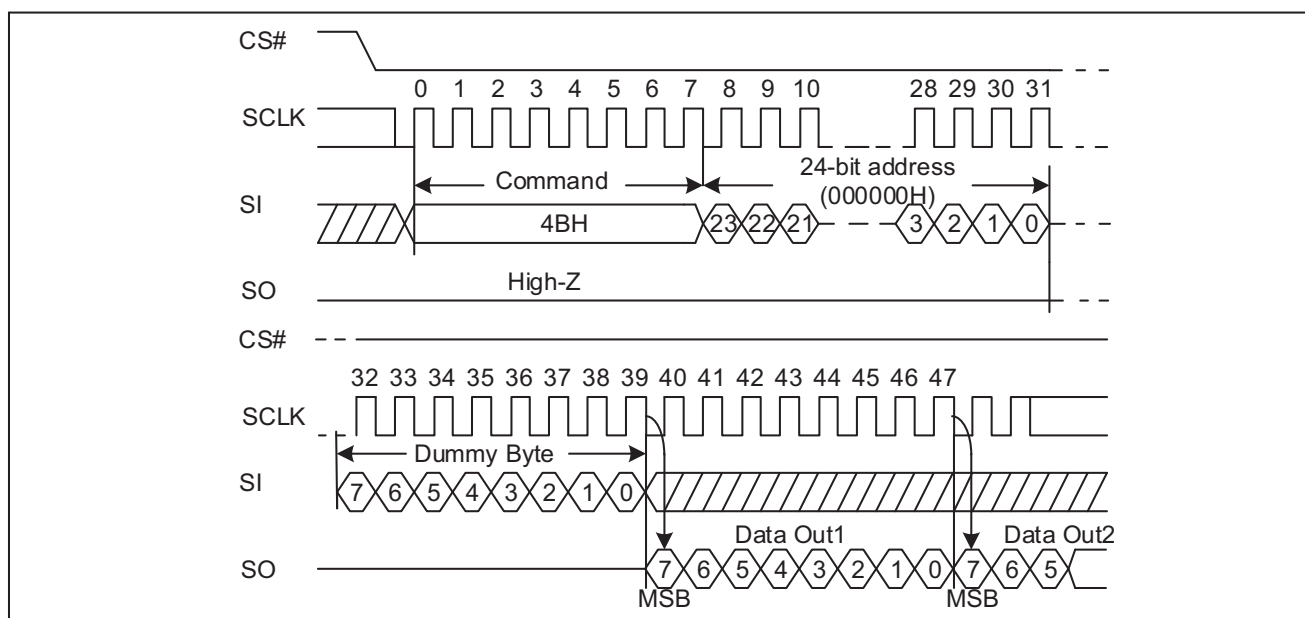 CS#
0 1 2 3 4 5 6 7 8 9 10 28 29 30 31
SCLK
Command
24-bit address
(000000H)
SI
4BH
23 22 21 3 2 1 0
SO
High-Z
CS#
32 33 34 35 36 37 38 39 40 41 42 43 44 45 46 47
SCLK
Dummy Byte
SI
7 6 5 4 3 2 1 0
Data Out1 Data Out2
SO
7 6 5 4 3 2 1 0 7 6 5
MSB MSB